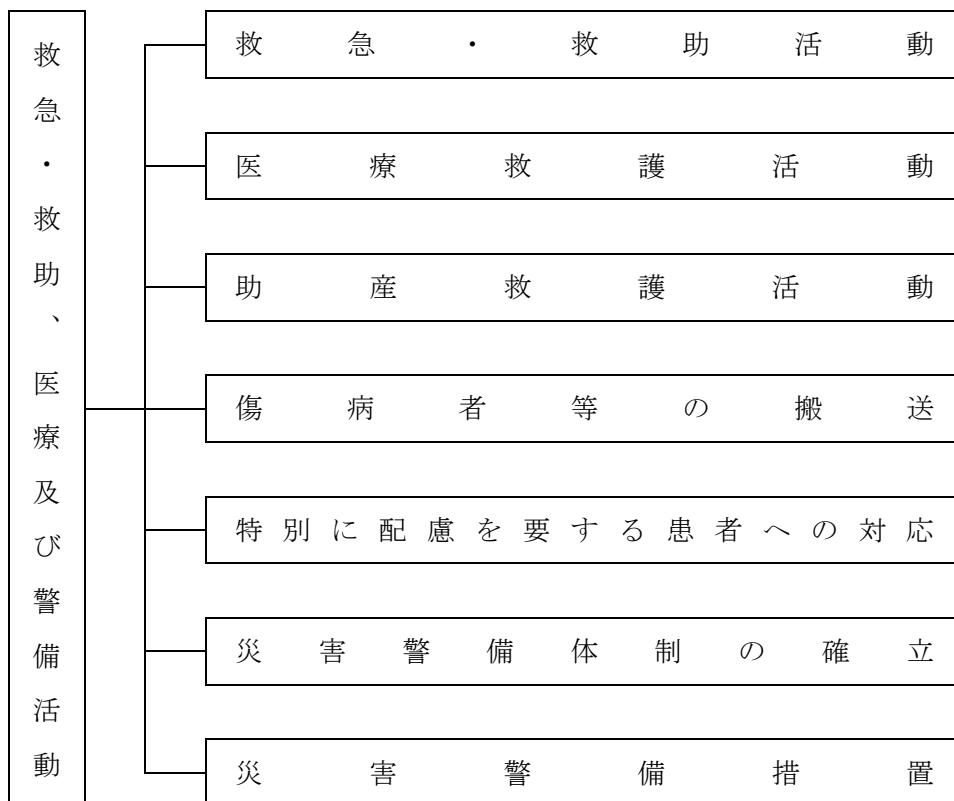 救急・救助、医療及び警備活動
救急・救助活動
医療救護活動
助産救護活動
傷病者等の搬送
特別に配慮を要する患者への対応
災害警備体制の確立
災害警備措置